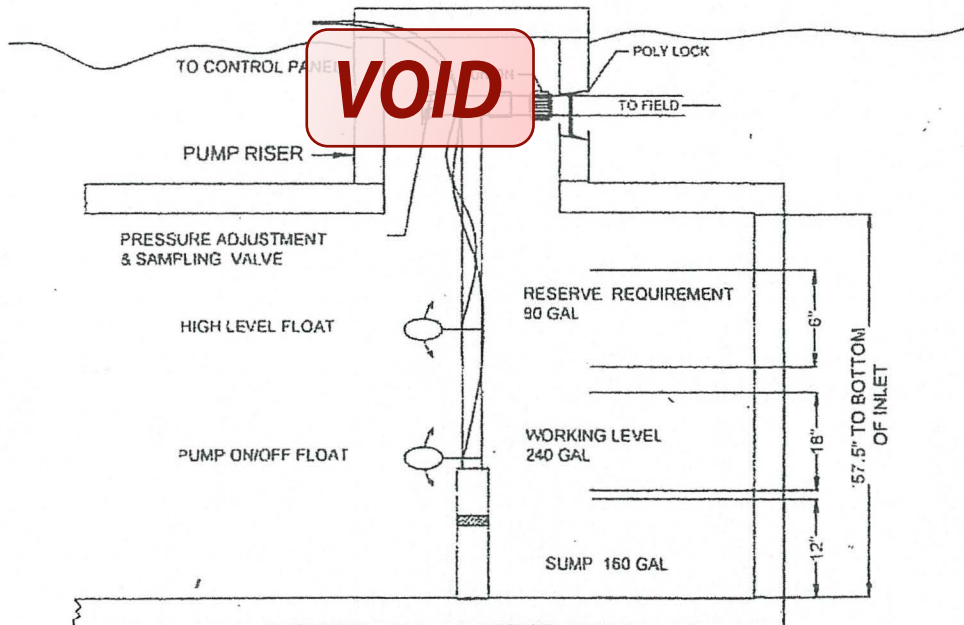 POLY LOCK
TO CONTROL
VOID
TO FIELD
PUMP RISER
PRESSURE ADJUSTMENT
& SAMPLING VALVE
RESERVE REQUIREMENT
90 GAL
HIGH LEVEL FLOAT
6"
57.5" TO BOTTOM
OF INLET
WORKING LEVEL
240 GAL
PUMP ON/OFF FLOAT
18"
SUMP 160 GAL
12"